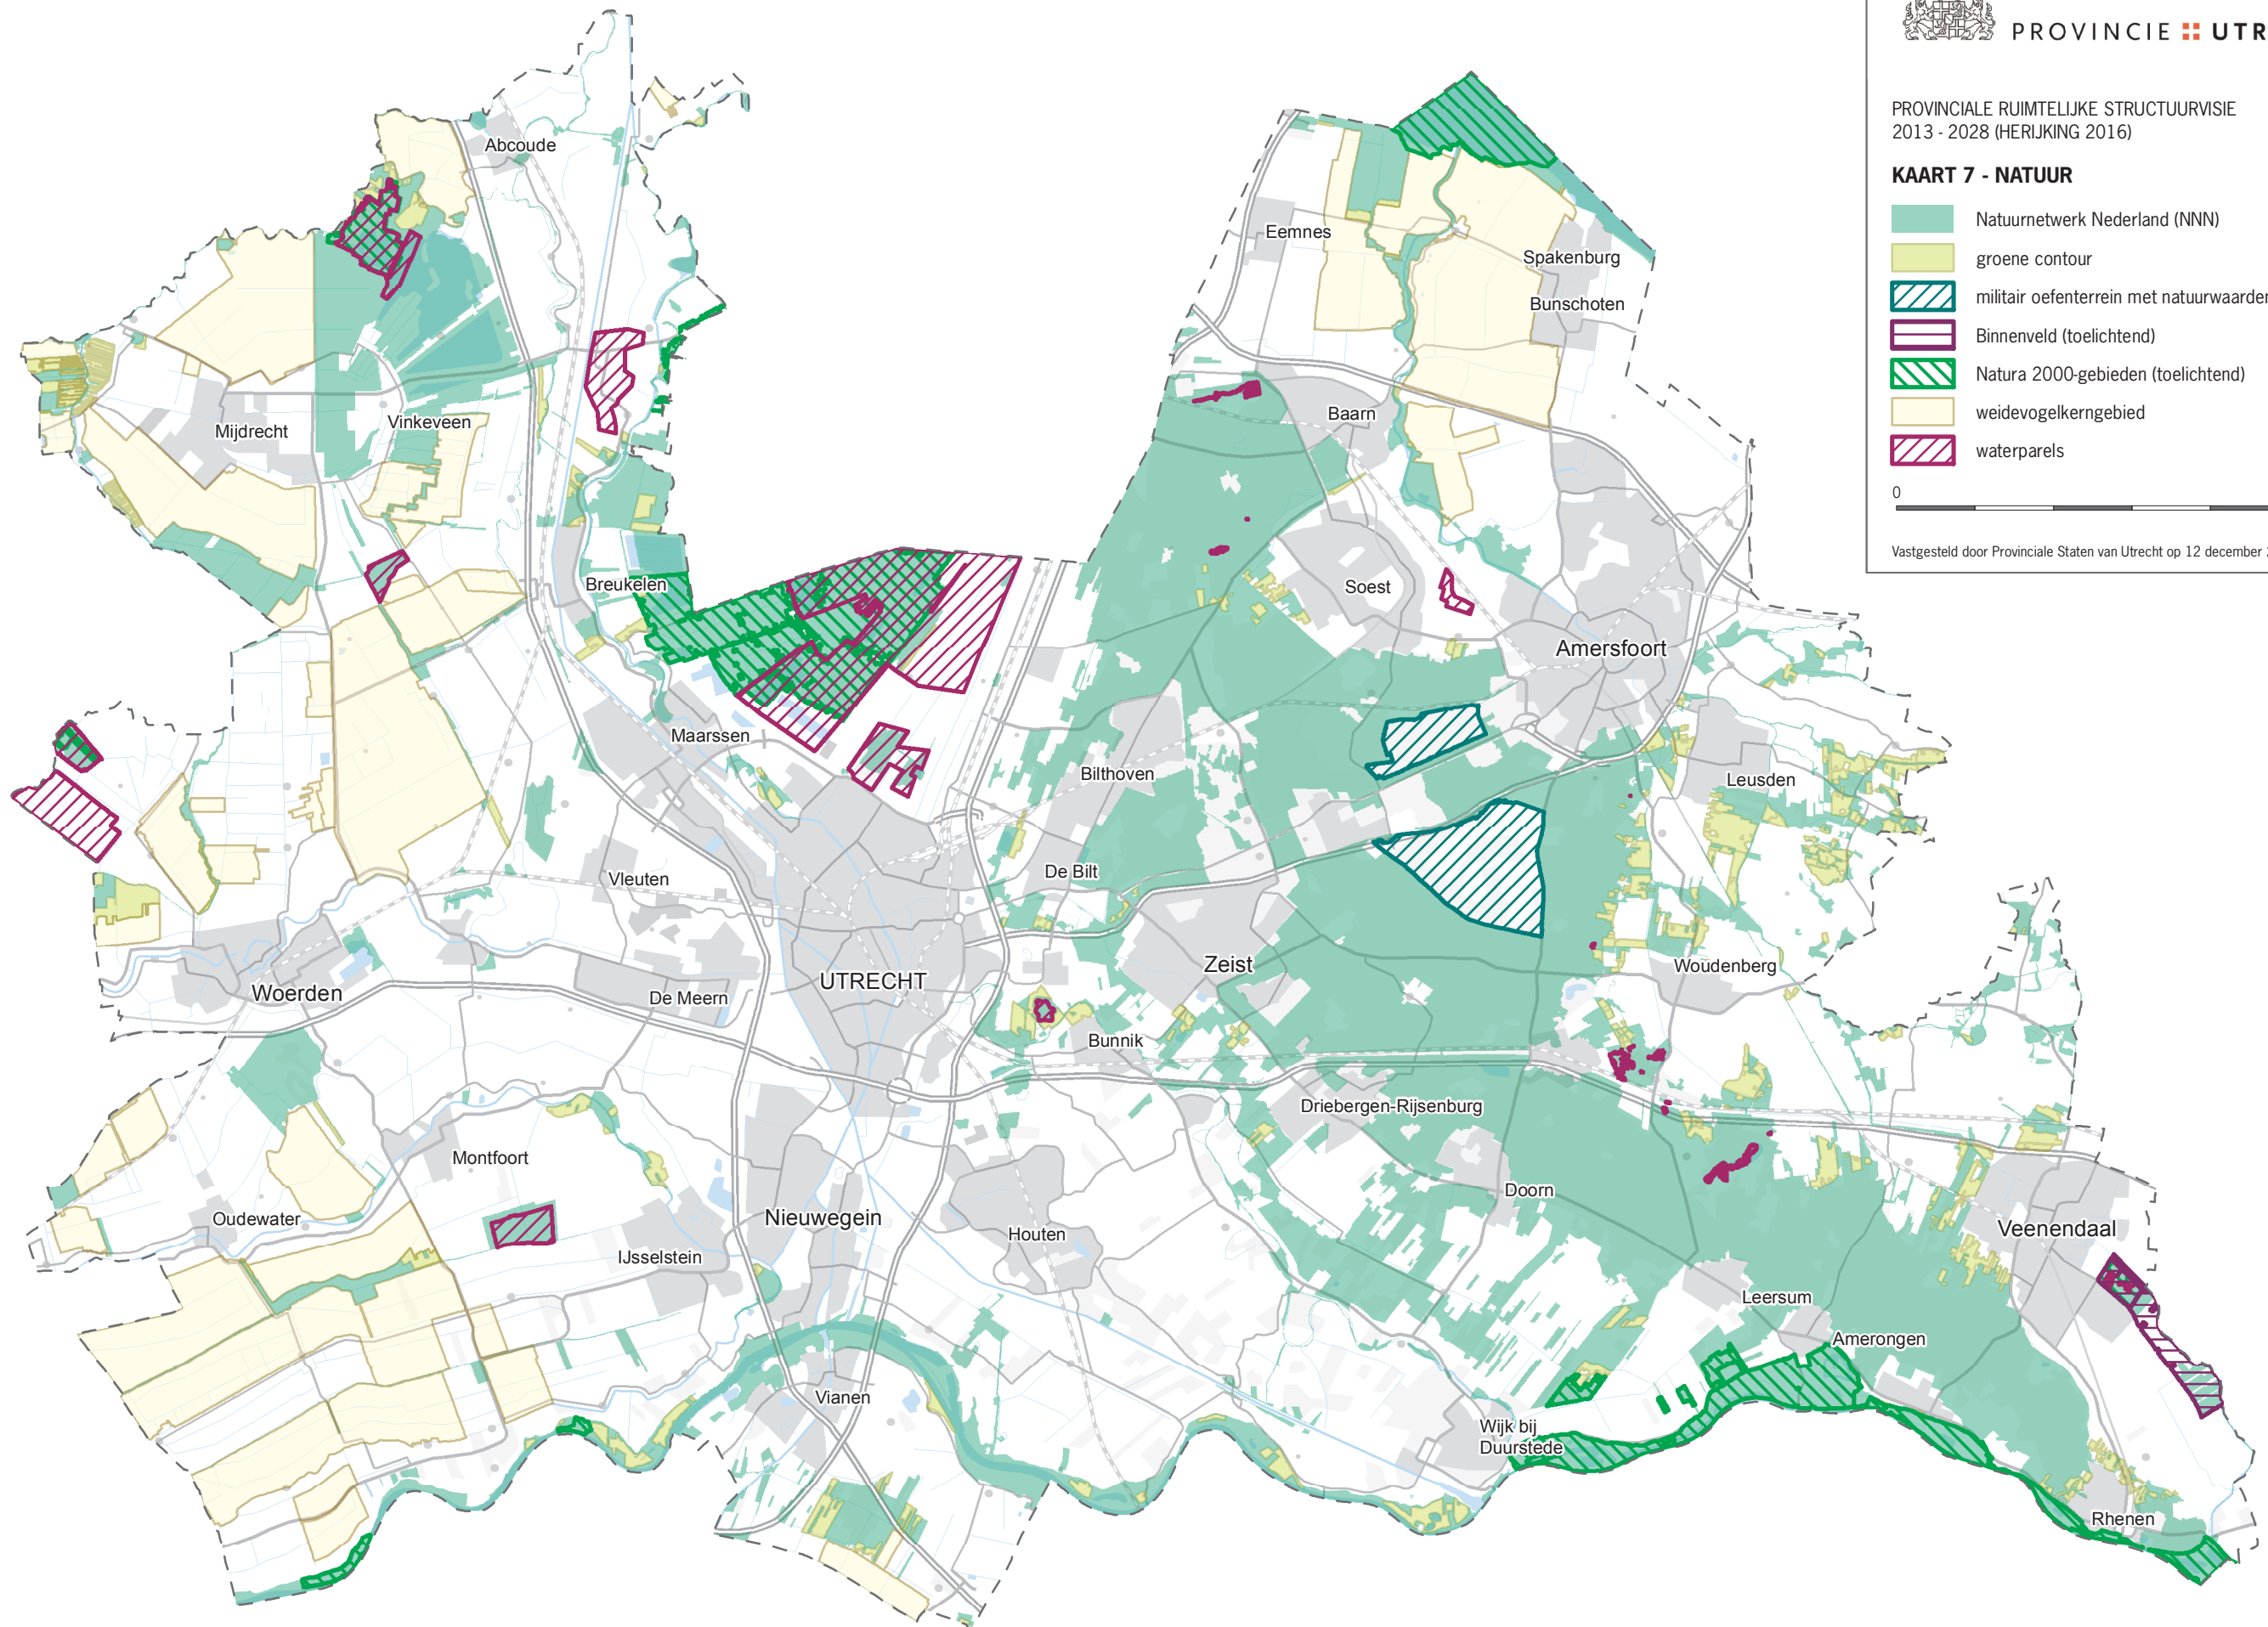 PROVINCIE UTR
PROVINCIALE RUIMTELIJKE STRUCTUURVISIE
2013 - 2028 (HERIJKING 2016)
KAART 7 - NATUUR
Natuurnetwerk Nederland (NNN)
groene contour
militair oefenterrein met natuurwaarden
Binnenveld (toelichtend)
Natura 2000-gebieden (toelichtend)
weidevogelkerngebied
waterparels
0
Vastgesteld door Provinciale Staten van Utrecht op 12 december
Abcoude
Eemnes
Spakenburg
Bunschoten
Baarn
Vinkeveen
Mijdrecht
Breukelen
Soest
Amersfoort
Maarssen
Bilthoven
Leusden
De Bilt
Vleuten
Zeist
Woudenberg
UTRECHT
Woerden
De Meern
Bunnik
Driebergen-Rijsenburg
Montfoort
Doorn
Oudewater
Nieuwegein
Houten
Veenendaal
IJsselstein
Leersum
Amerongen
Vianen
Wijk bij
Duurstede
Rhenen